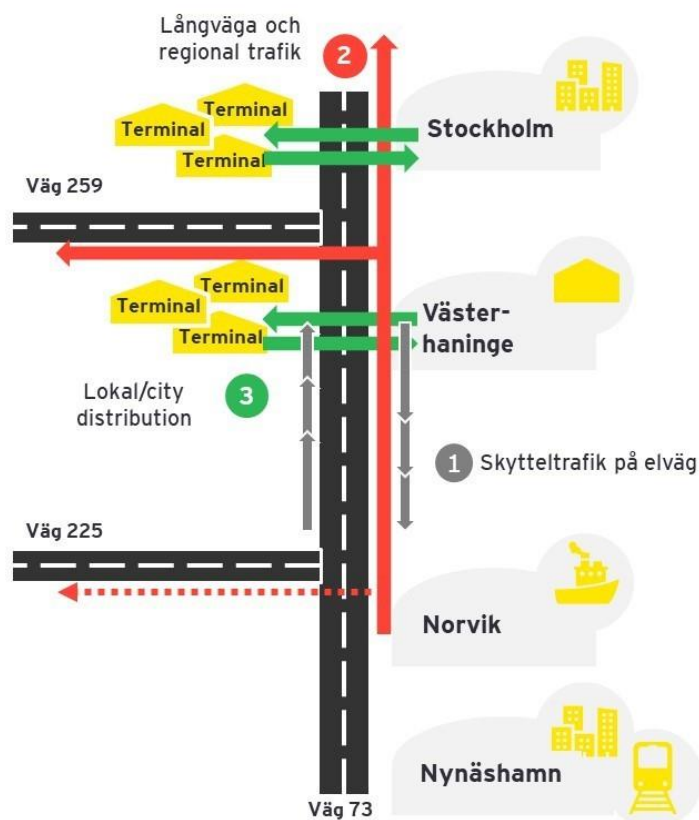 Långväga och
regional trafik
2
Terminal
Terminal
Terminal
Stockholm
Väg 259
Terminal
Terminal
Terminal
Väster-
haninge
Lokal/city
distribution
3
1
Skytteltrafik på elväg
Väg 225
Norvik
Nynäshamn
Väg 73